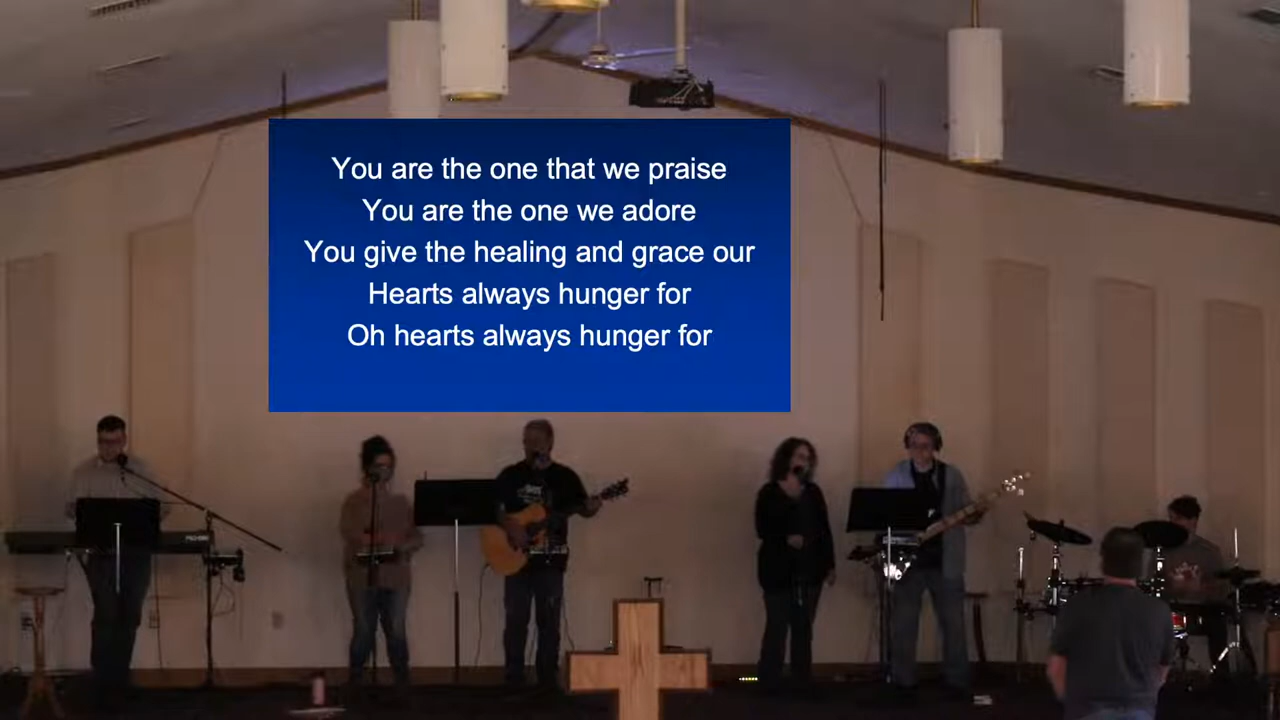 You are the one that we praise
You are the one we adore
You give the healing and grace our
Hearts always hunger for
Oh hearts always hunger for